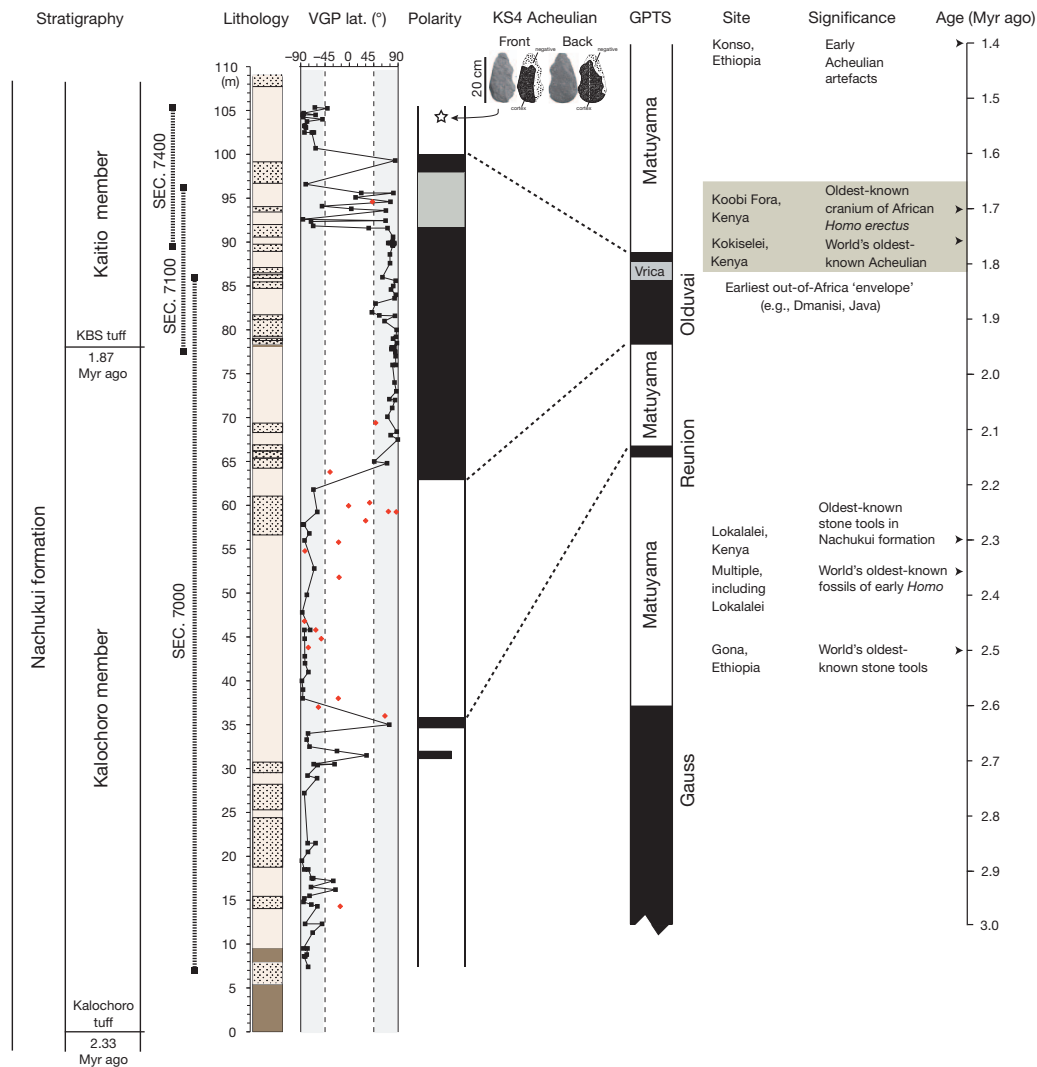 Stratigraphy
Lithology
VGP lat. (°)
Polarity
KS4 Acheulian
GPTS
Site
Significance
Age (Myr ago)
Front
Back
negative
negative
cortex
cortex
20 cm
−90
−45
0
45
90
110
(m)
105
100
95
90
85
80
74
70
65
60
55
50
45
40
35
30
25
20
15
10
5
0
Nachukui formation
Kaitio member
KBS tuff
1.87
Myr ago
Kalochoro member
Kalochoro
tuff
2.33
Myr ago
SEC. 7400
SEC. 7100
SEC. 7000
Matuyama
Vrica
Olduvai
Matuyama
Reunion
Matuyama
Gauss
Konso,
Ethiopia
Early
Acheulian
artefacts
Koobi Fora,
Kenya
Oldest-known
cranium of African
Homo erectus
Kokiselei,
Kenya
World's oldest-
known Acheulian
Earliest out-of-Africa 'envelope'
(e.g., Dmanisi, Java)
Lokalalei,
Kenya
Oldest-known
stone tools in
Nachukui formation
Multiple,
including
Lokalalei
World's oldest-known
fossils of early Homo
Gona,
Ethiopia
World's oldest-
known stone tools
1.4
1.5
1.6
1.7
1.8
1.9
2.0
2.1
2.2
2.3
2.4
2.5
2.6
2.7
2.8
2.9
3.0